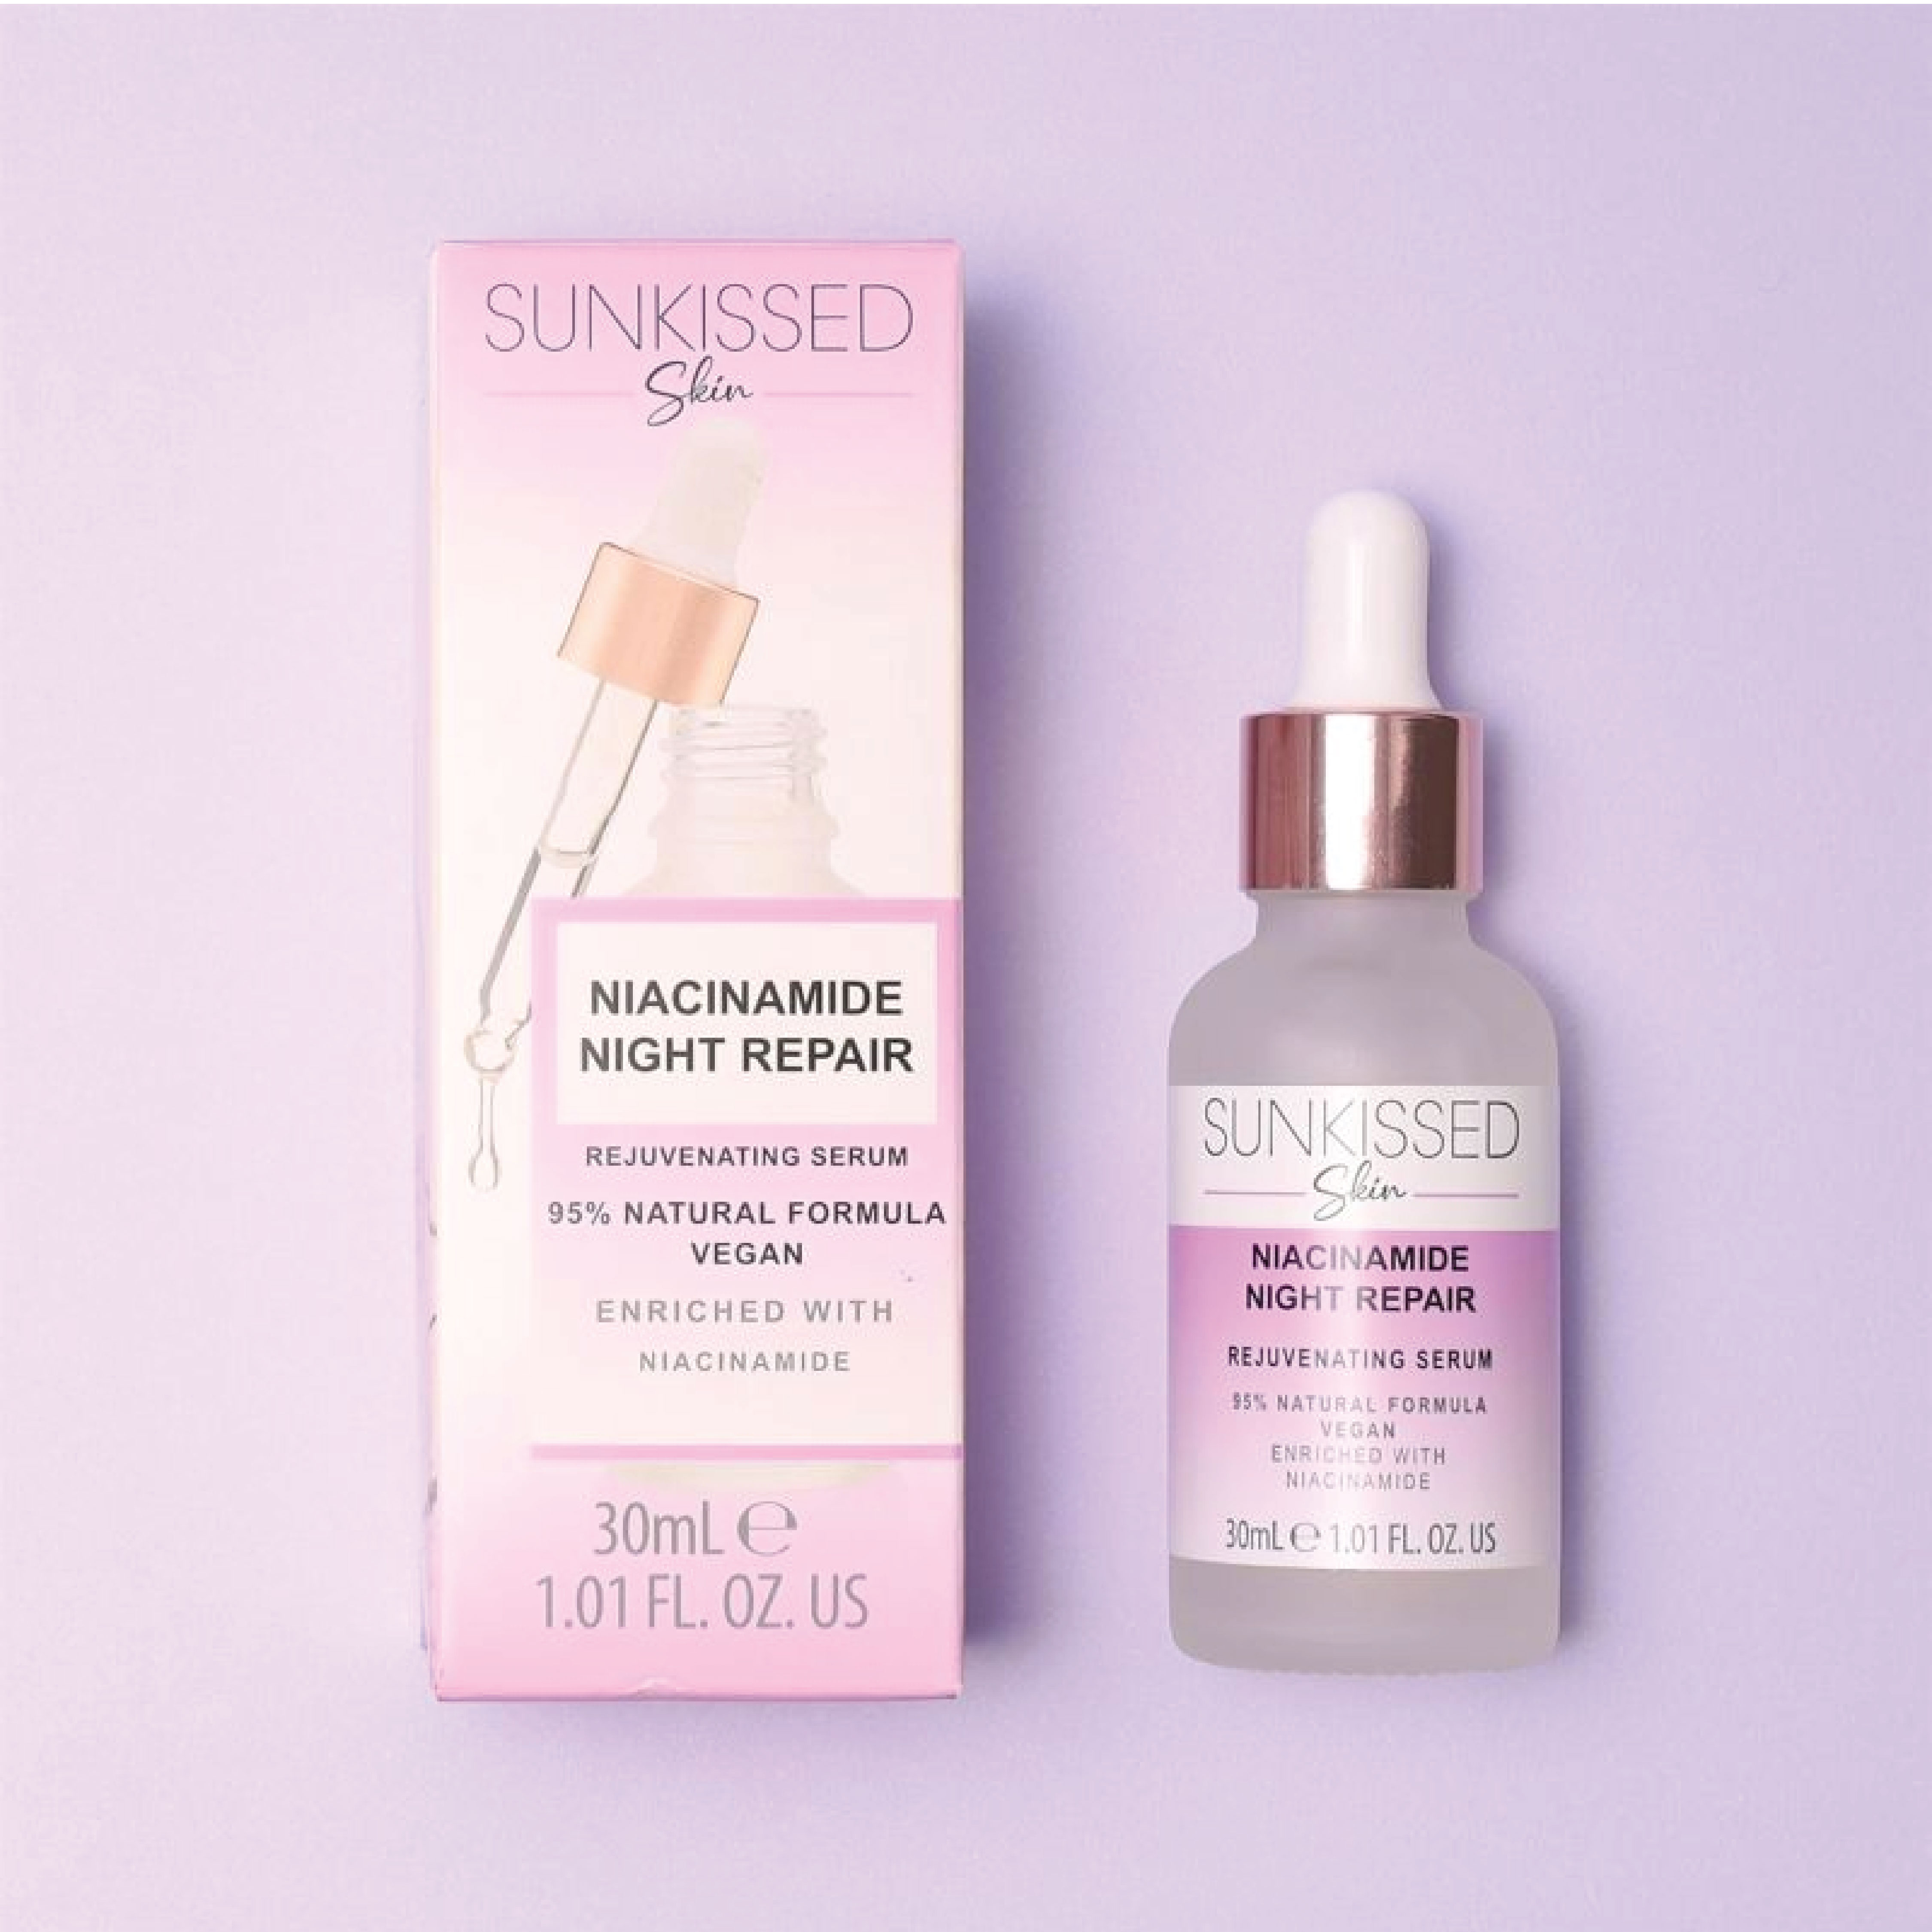 SUNKISSED
Skin
NIACINAMIDE
NIGHT REPAIR
REJUVENATING SERUM
95% NATURAL FORMULA
VEGAN
ENRICHED WITH
NIACINAMIDE
30mL ℮
1.01 FL. OZ. US
SUNKISSED
Skin
NIACINAMIDE
NIGHT REPAIR
REJUVENATING SERUM
95% NATURAL FORMULA
VEGAN
ENRICHED WITH
NIACINAMIDE
30mL ℮ 1.01 FL. OZ. US